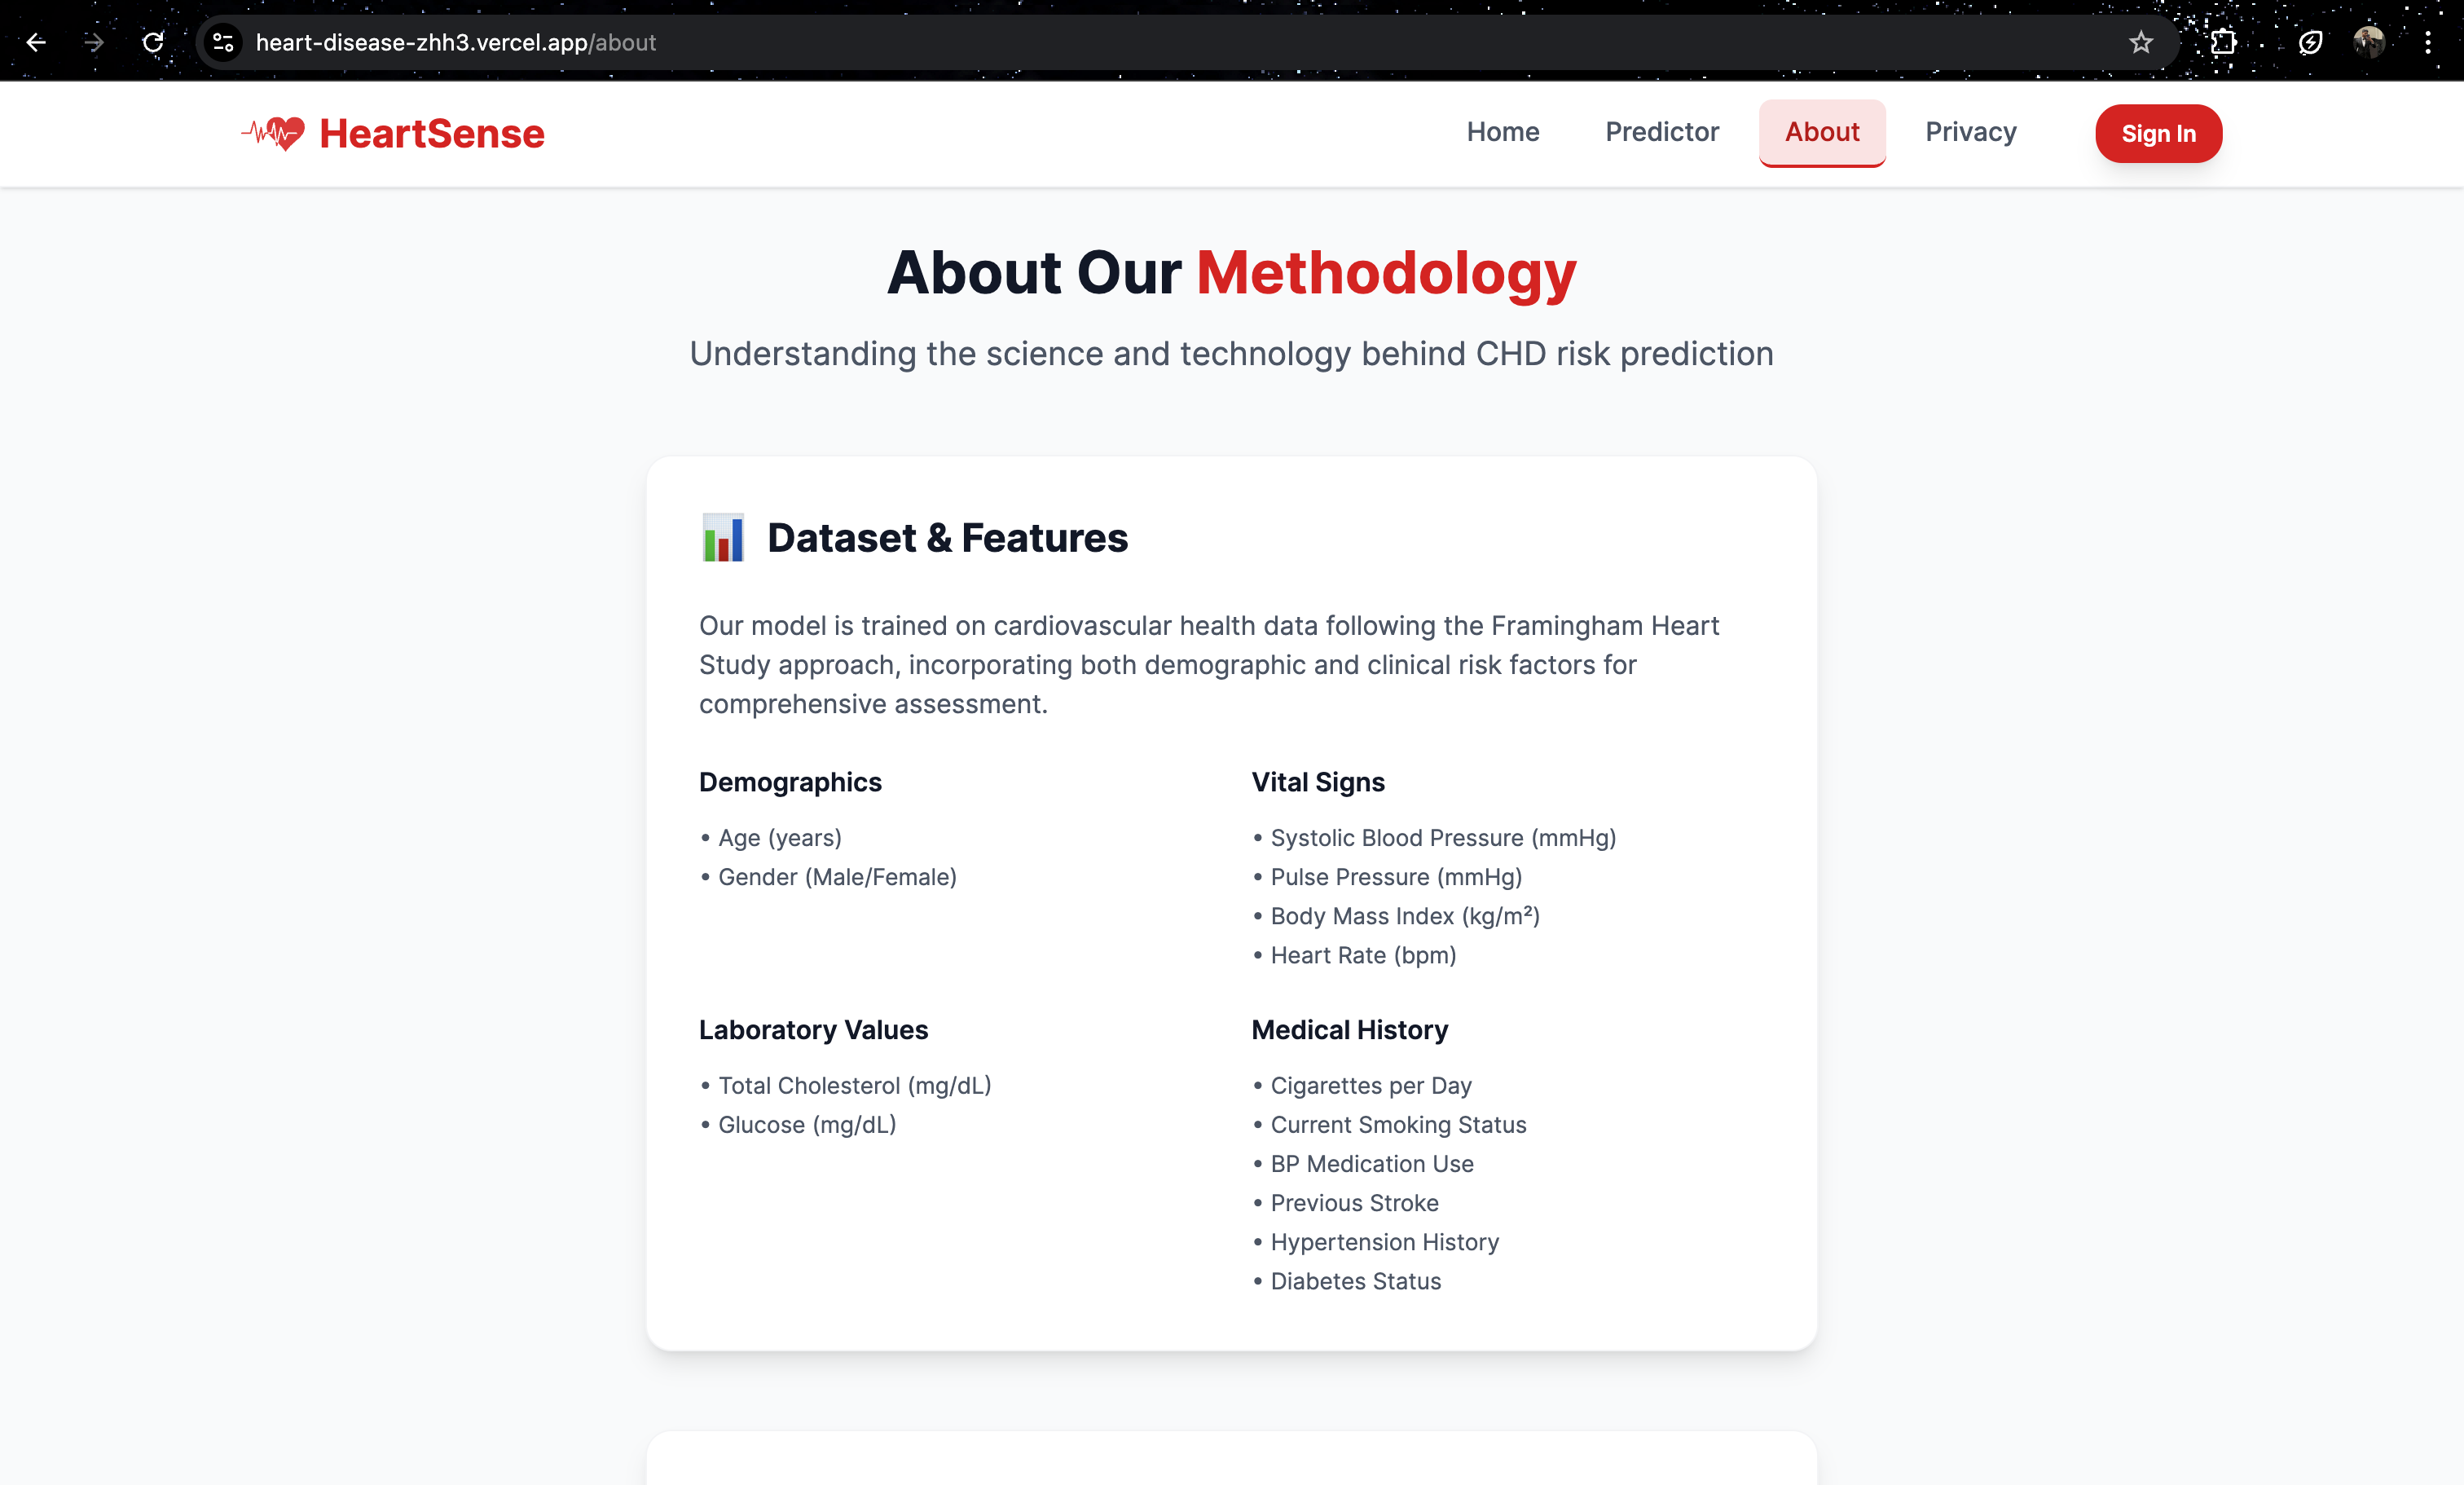 heart-disease-zhh3.vercel.app/about
HeartSense
Home
Predictor
About
Privacy
Sign In
About Our Methodology
Understanding the science and technology behind CHD risk prediction
Dataset & Features
Our model is trained on cardiovascular health data following the Framingham Heart
Study approach, incorporating both demographic and clinical risk factors for
comprehensive assessment.
Demographics
• Age (years)
• Gender (Male/Female)
Vital Signs
• Systolic Blood Pressure (mmHg)
• Pulse Pressure (mmHg)
• Body Mass Index (kg/m²)
• Heart Rate (bpm)
Laboratory Values
• Total Cholesterol (mg/dL)
• Glucose (mg/dL)
Medical History
• Cigarettes per Day
• Current Smoking Status
• BP Medication Use
• Previous Stroke
• Hypertension History
• Diabetes Status